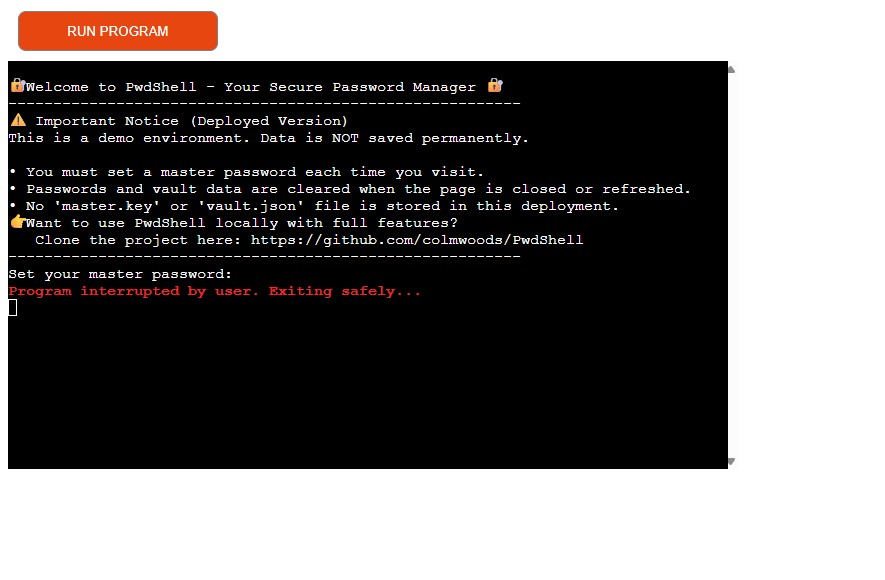 RUN PROGRAM
🔐Welcome to PwdShell - Your Secure Password Manager 🔐
---------------------------------------------------------
⚠️ Important Notice (Deployed Version)
This is a demo environment. Data is NOT saved permanently.
• You must set a master password each time you visit.
• Passwords and vault data are cleared when the page is closed or refreshed.
• No 'master.key' or 'vault.json' file is stored in this deployment.
👉Want to use PwdShell locally with full features?
Clone the project here: https://github.com/colmwoods/PwdShell
---------------------------------------------------------
Set your master password:
Program interrupted by user. Exiting safely...